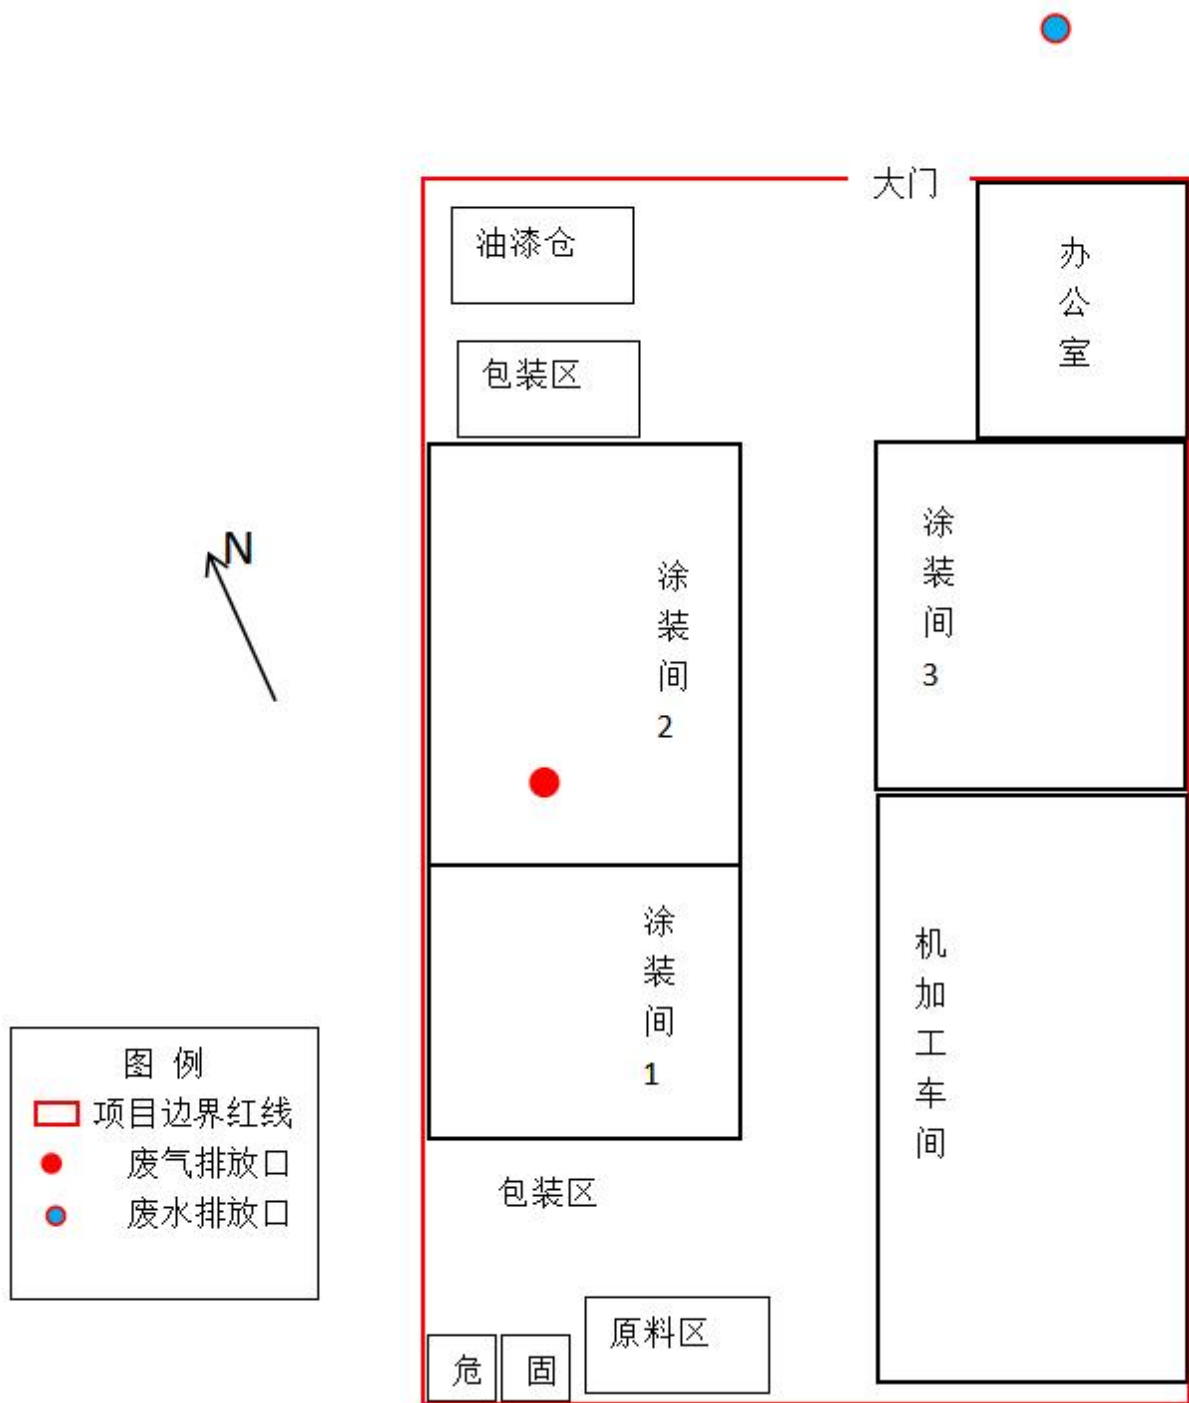 大门
油漆仓
办公室
包装区
N
涂装间2
涂装间3
涂装间1
机加工车间
图 例
项目边界红线
废气排放口
废水排放口
包装区
原料区
危
固